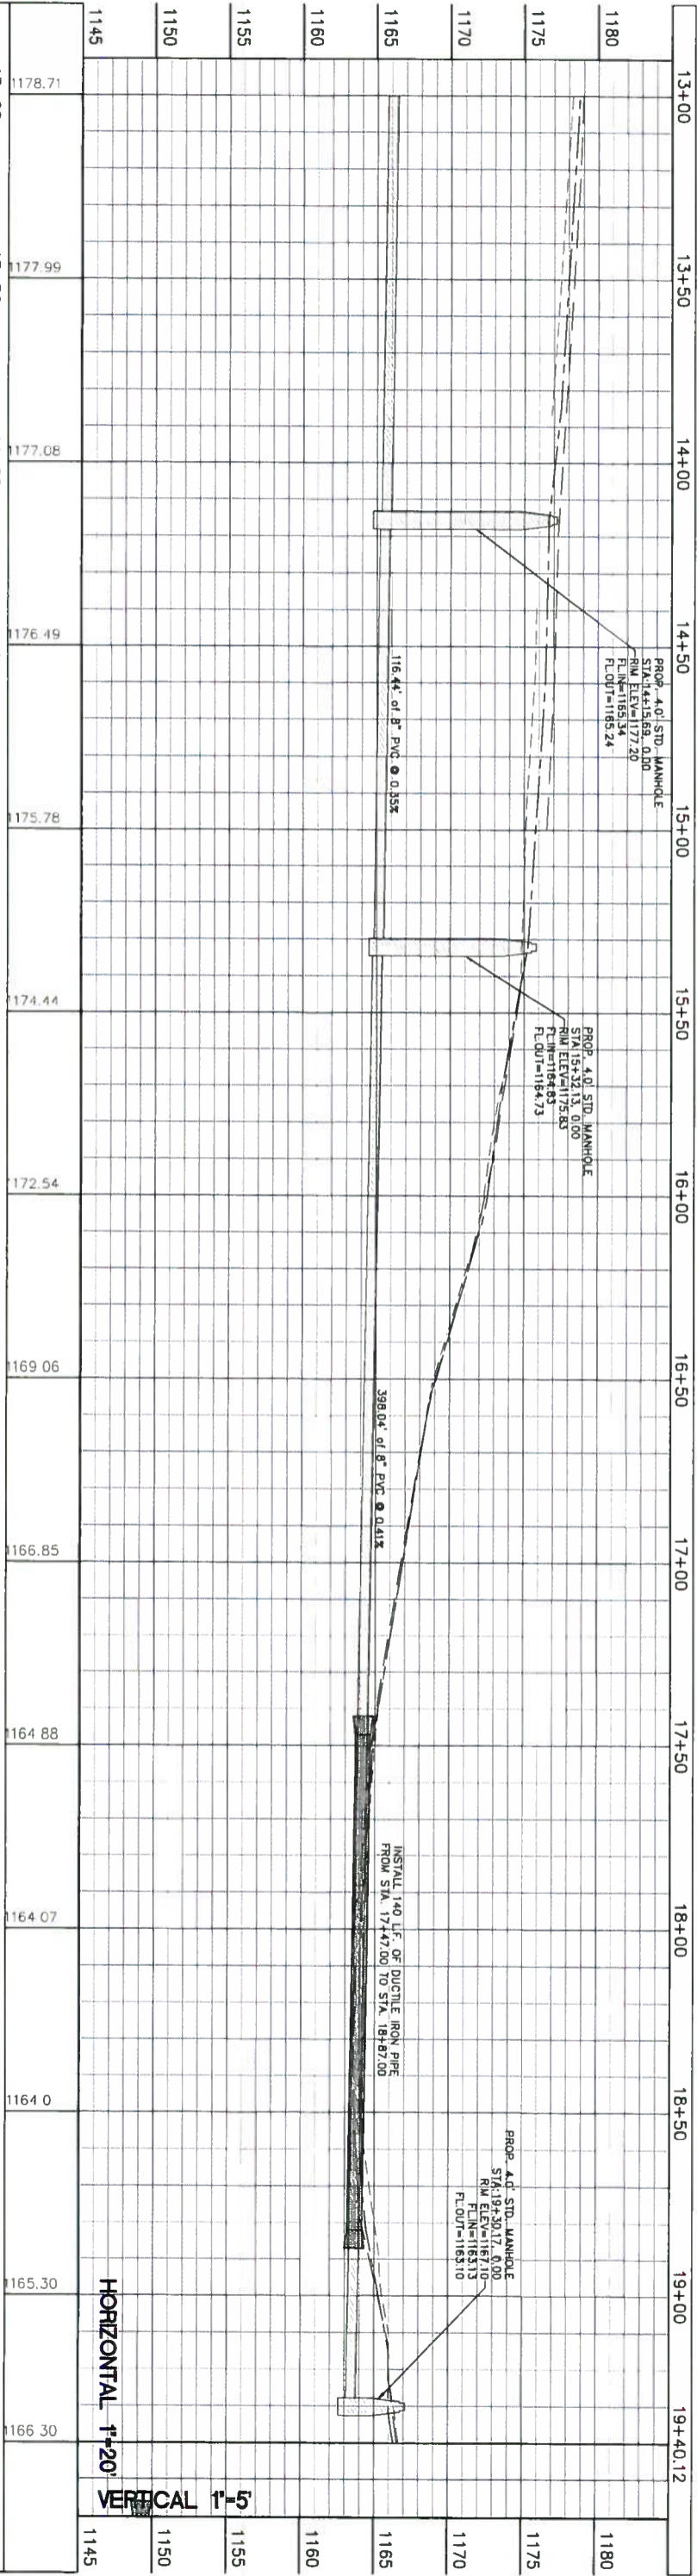 1145
1150
1155
1160
1165
1170
1175
1180
13+00
13+50
14+00
14+50
15+00
15+50
16+00
16+50
17+00
17+50
18+00
18+50
19+00
19+40.12
PROP. 4.0' STD. MANHOLE
STA:14+15.69, 0.00
RIM ELEV=1177.20
FL.IN=1165.34
FL.OUT=1165.24
PROP. 4.0' STD. MANHOLE
STA:15+32.13, 0.00
RIM ELEV=1175.83
FL.IN=1164.83
FL.OUT=1164.73
PROP. 4.0' STD. MANHOLE
STA:19+30.17, 0.00
RIM ELEV=1167.10
FL.IN=1163.13
FL.OUT=1163.10
116.44' of 8" PVC @ 0.35%
398.04' of 8" PVC @ 0.41%
INSTALL 140 L.F. OF DUCTILE IRON PIPE
FROM STA. 17+47.00 TO STA. 18+87.00
HORIZONTAL 1"=20'
VERTICAL 1"=5'
1145
1150
1155
1160
1165
1170
1175
1180
1178.71
1177.99
1177.08
1176.49
1175.78
1174.44
1172.54
1169.06
1166.85
1164.88
1164.07
1164.0
1165.30
1166.30